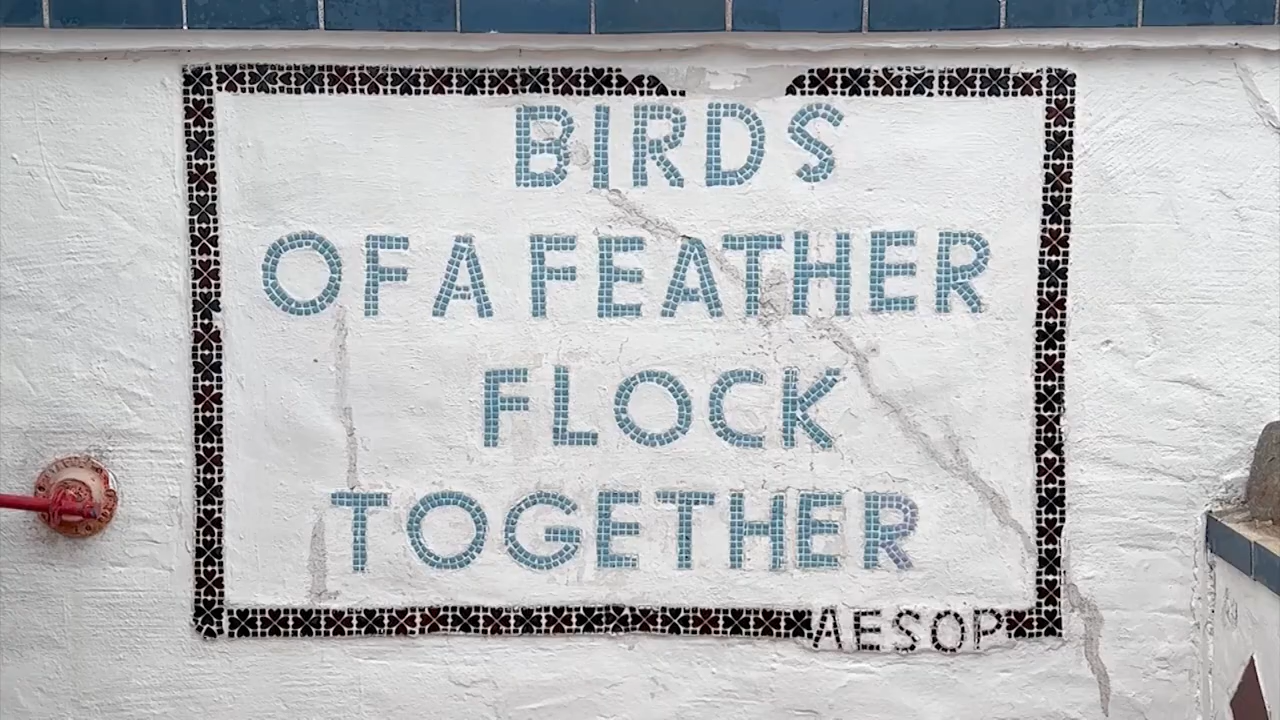 BIRDS
OF A FEATHER
FLOCK
TOGETHER
AESOP